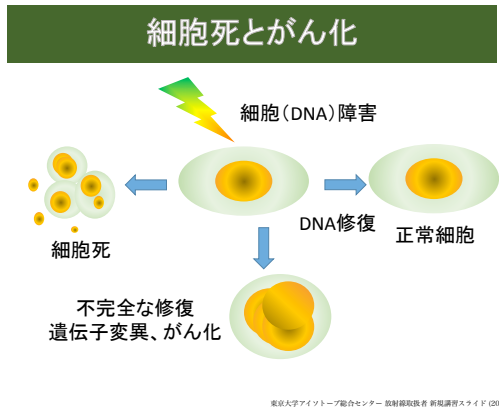 細胞死とがん化
細胞（DNA）障害
DNA修復
正常細胞
細胞死
不完全な修復
遺伝子変異、がん化
東京大学アイソトープ総合センター 放射線取扱者 新規講習スライド (20